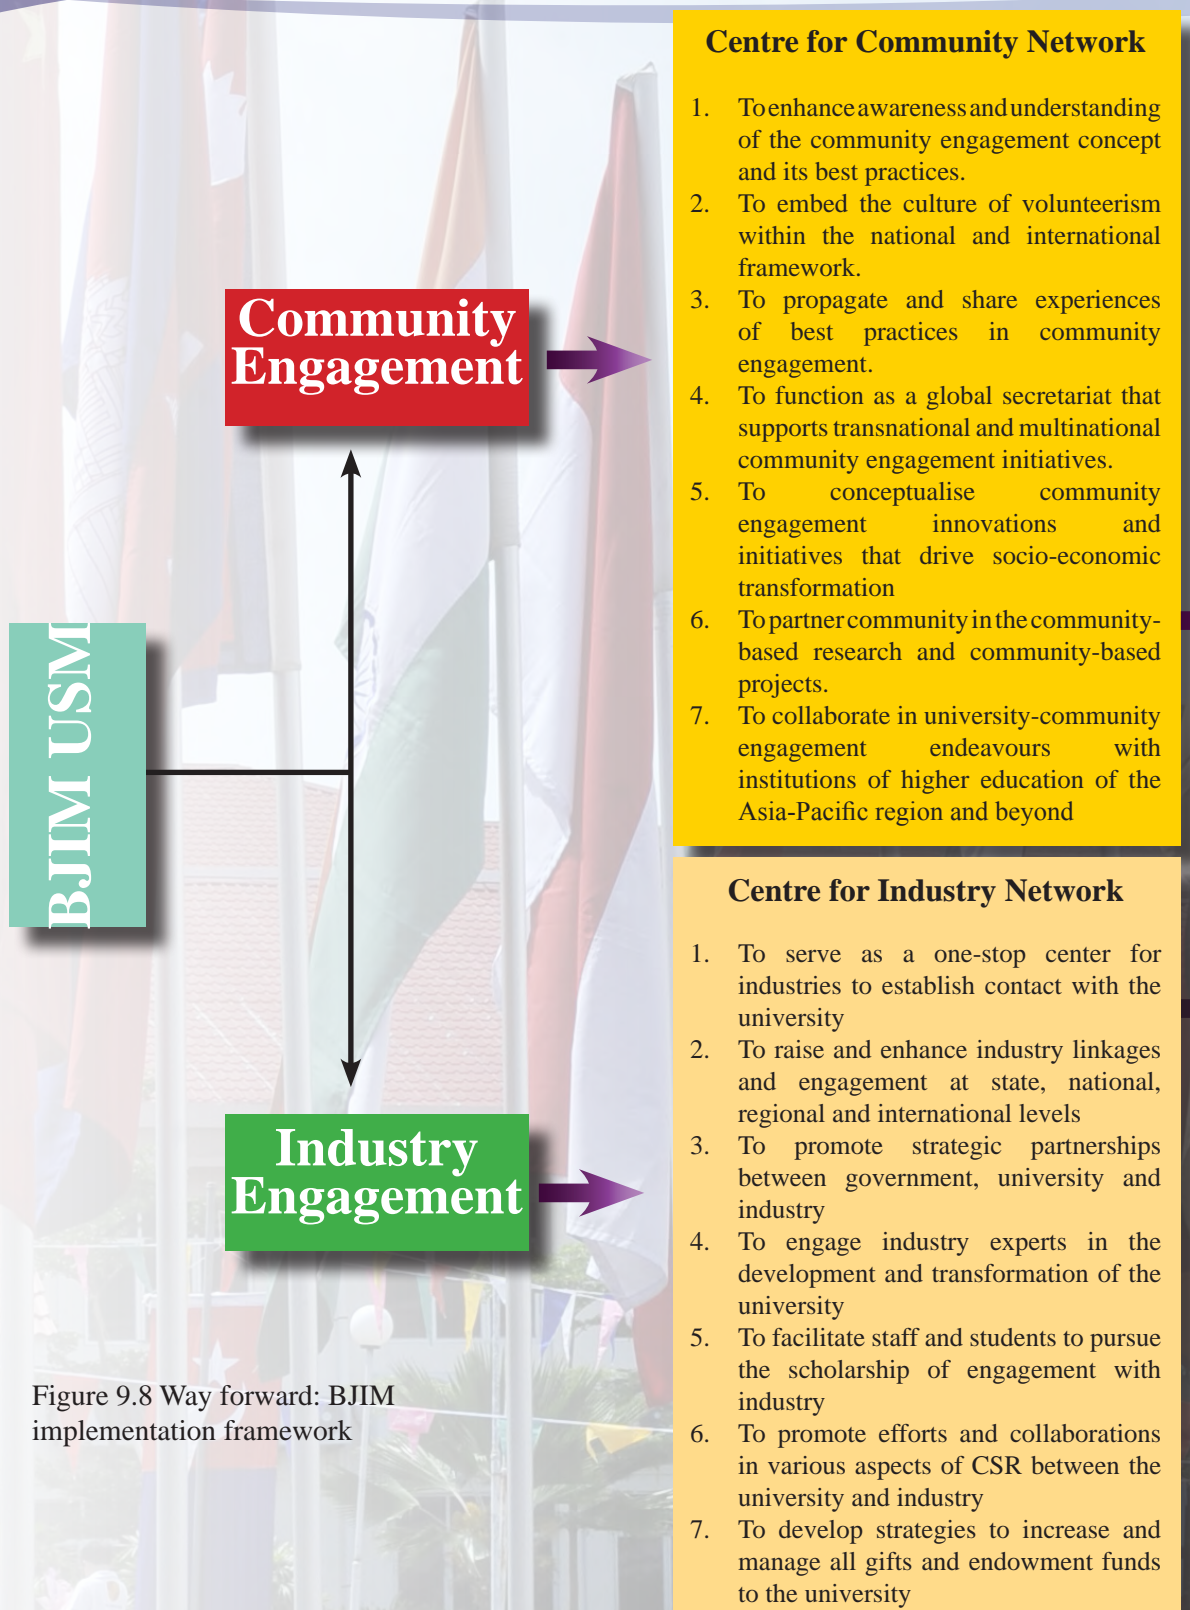 BJIM USM
Community
Engagement
Industry
Engagement
Figure 9.8 Way forward: BJIM
implementation framework
Centre for Community Network
1. To enhance awareness and understanding
of the community engagement concept
and its best practices.
2. To embed the culture of volunteerism
within the national and international
framework.
3. To propagate and share experiences
of best practices in community
engagement.
4. To function as a global secretariat that
supports transnational and multinational
community engagement initiatives.
5. To conceptualise community
engagement innovations and
initiatives that drive socio-economic
transformation
6. To partner community in the community-
based research and community-based
projects.
7. To collaborate in university-community
engagement endeavours with
institutions of higher education of the
Asia-Pacific region and beyond
Centre for Industry Network
1. To serve as a one-stop center for
industries to establish contact with the
university
2. To raise and enhance industry linkages
and engagement at state, national,
regional and international levels
3. To promote strategic partnerships
between government, university and
industry
4. To engage industry experts in the
development and transformation of the
university
5. To facilitate staff and students to pursue
the scholarship of engagement with
industry
6. To promote efforts and collaborations
in various aspects of CSR between the
university and industry
7. To develop strategies to increase and
manage all gifts and endowment funds
to the university